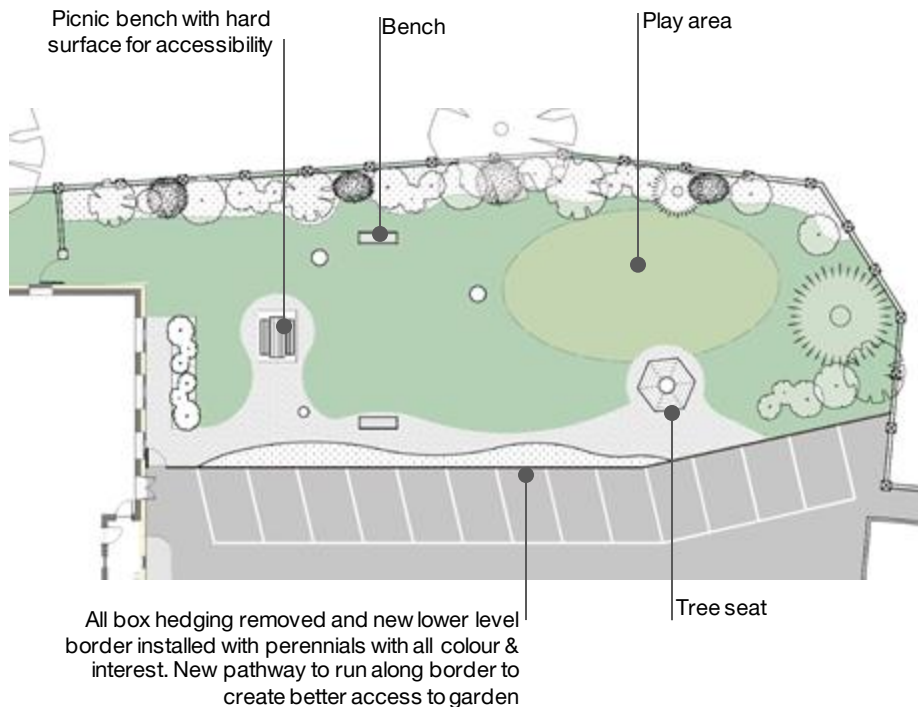 Picnic bench with hard
surface for accessibility
Bench
Play area
All box hedging removed and new lower level
border installed with perennials with all colour &
interest. New pathway to run along border to
create better access to garden
Tree seat